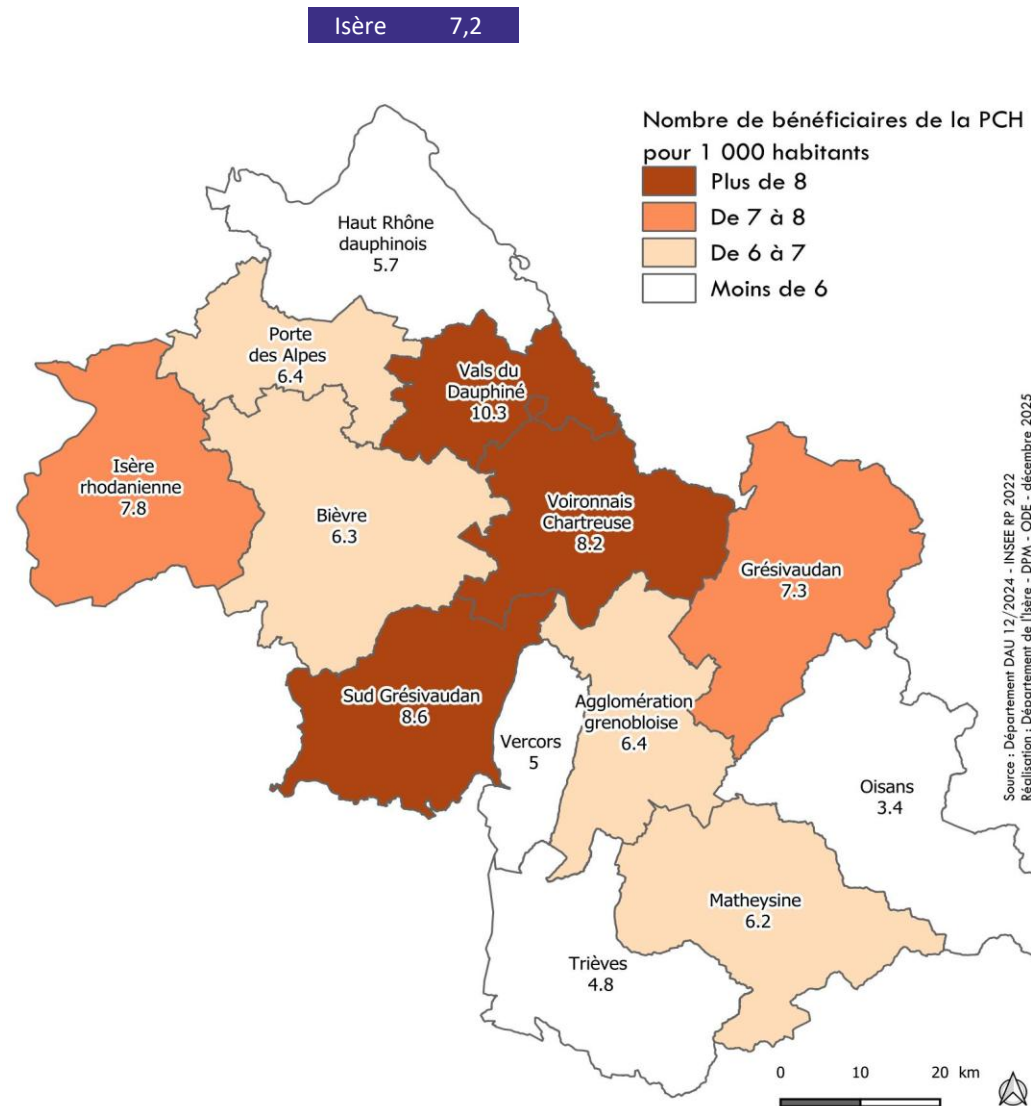 Isère 7,2
Nombre de bénéficiaires de la PCH
pour 1 000 habitants
Plus de 8
De 7 à 8
De 6 à 7
Moins de 6
Haut Rhône
dauphinois
5.7
Porte
des Alpes
6.4
Vals du
Dauphiné
10.3
Isère
rhodanienne
7.8
Bièvre
6.3
Voironnais
Chartreuse
8.2
Grésivaudan
7.3
Sud Grésivaudan
8.6
Vercors
5
Agglomération
grenobloise
6.4
Oisans
3.4
Matheysine
6.2
Trièves
4.8
Source : Département DAU 12/2024 - INSEE RP 2022
Réalisation : Département de l'Isère - DPM - ODE - décembre 2025
0 10 20 km